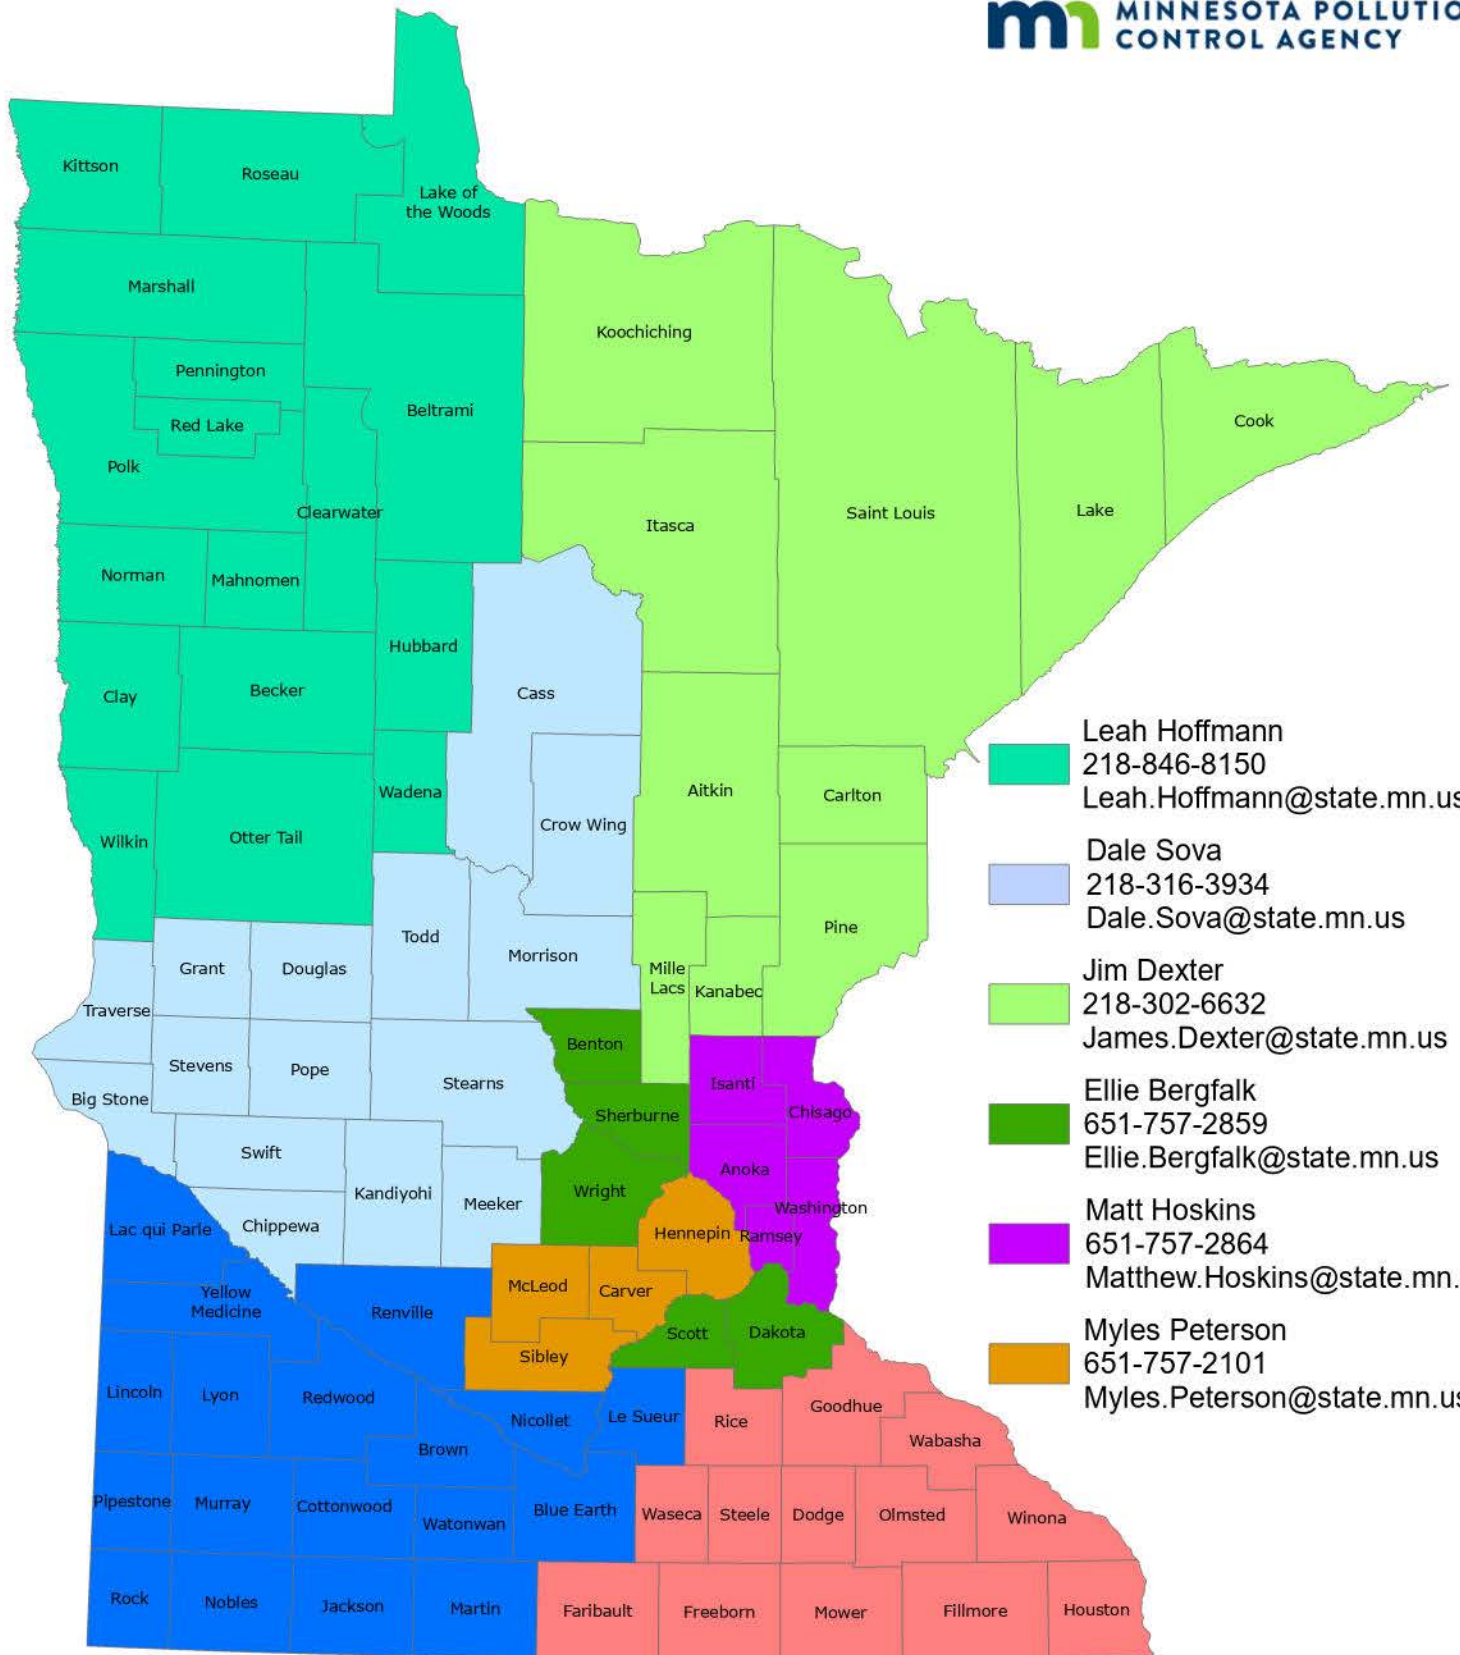 MINNESOTA POLLUTIO
CONTROL AGENCY
Kittson
Roseau
Lake of
the Woods
Marshall
Koochiching
Pennington
Beltrami
Red Lake
Cook
Polk
Clearwater
Itasca
Saint Louis
Lake
Norman
Mahnomen
Hubbard
Clay
Becker
Cass
Wadena
Aitkin
Carlton
Wilkin
Otter Tail
Crow Wing
Leah Hoffmann
218-846-8150
Leah.Hoffmann@state.mn.us
Dale Sova
218-316-3934
Dale.Sova@state.mn.us
Jim Dexter
218-302-6632
James.Dexter@state.mn.us
Ellie Bergfalk
651-757-2859
Ellie.Bergfalk@state.mn.us
Matt Hoskins
651-757-2864
Matthew.Hoskins@state.mn.
Myles Peterson
651-757-2101
Myles.Peterson@state.mn.us
Todd
Pine
Grant
Douglas
Morrison
Mille
Lacs
Kanabec
Traverse
Benton
Stevens
Pope
Stearns
Isanti
Big Stone
Sherburne
Chisago
Swift
Anoka
Kandiyohi
Wright
Meeker
Washington
Lac qui Parle
Chippewa
Hennepin
Ramsey
McLeod
Carver
Yellow
Medicine
Renville
Scott
Dakota
Sibley
Lincoln
Lyon
Redwood
Nicollet
Le Sueur
Rice
Goodhue
Brown
Wabasha
Pipestone
Murray
Cottonwood
Watonwan
Blue Earth
Waseca
Steele
Dodge
Olmsted
Winona
Rock
Nobles
Jackson
Martin
Faribault
Freeborn
Mower
Fillmore
Houston